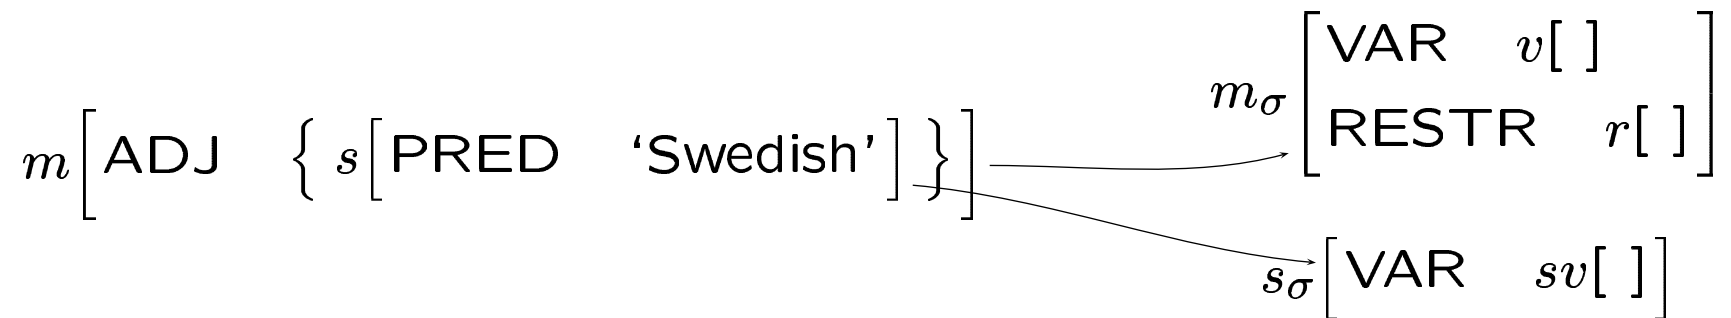 m[ADJ { s[PRED ‘Swedish’] }]
mσ[VAR v[ ]
RESTR r[ ]]
sσ[VAR sv[ ]]